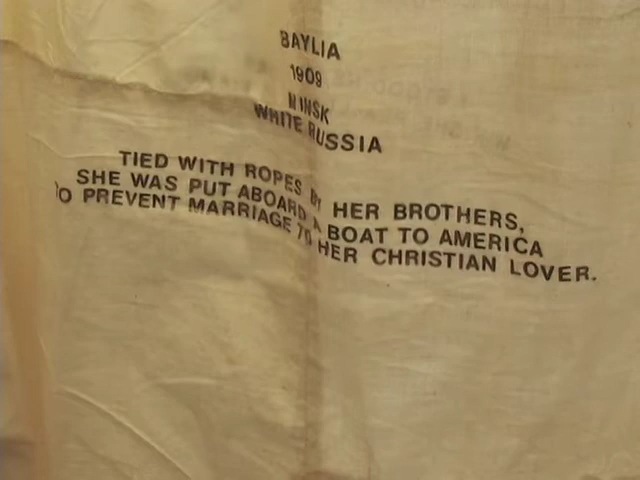 BAYLIA
1909
MINSK
WHITE RUSSIA
TIED WITH ROPES BY HER BROTHERS,
SHE WAS PUT ABOARD A BOAT TO AMERICA
TO PREVENT MARRIAGE TO HER CHRISTIAN LOVER.